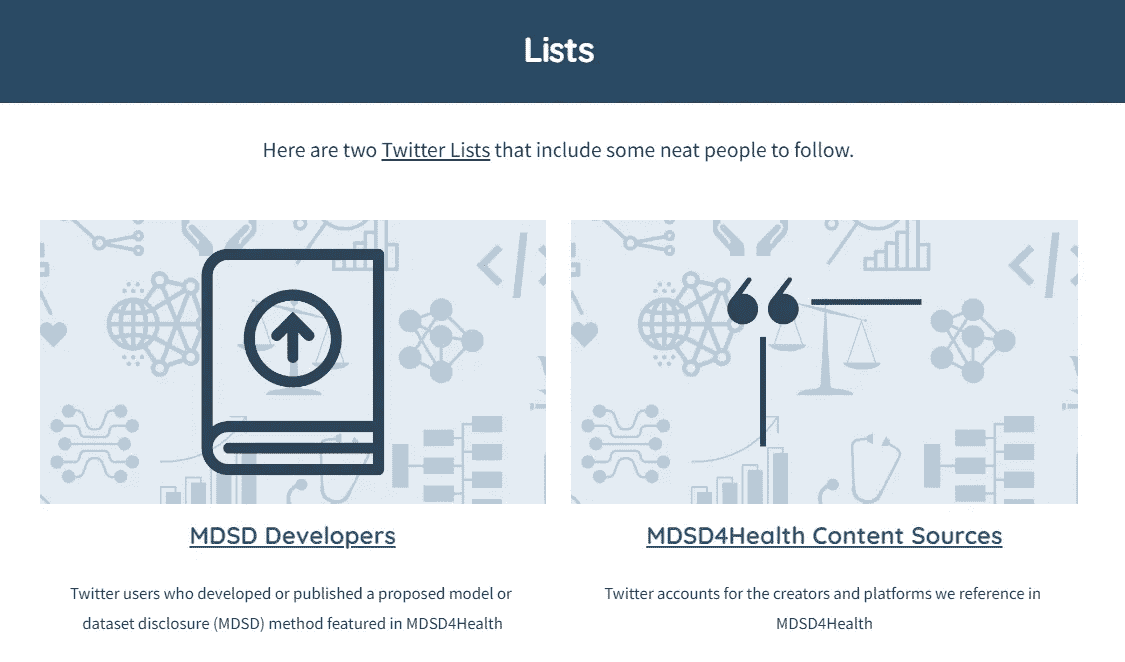 Lists
Here are two Twitter Lists that include some neat people to follow.
MDSD Developers
Twitter users who developed or published a proposed model or
dataset disclosure (MDSD) method featured in MDSD4Health
MDSD4Health Content Sources
Twitter accounts for the creators and platforms we reference in
MDSD4Health